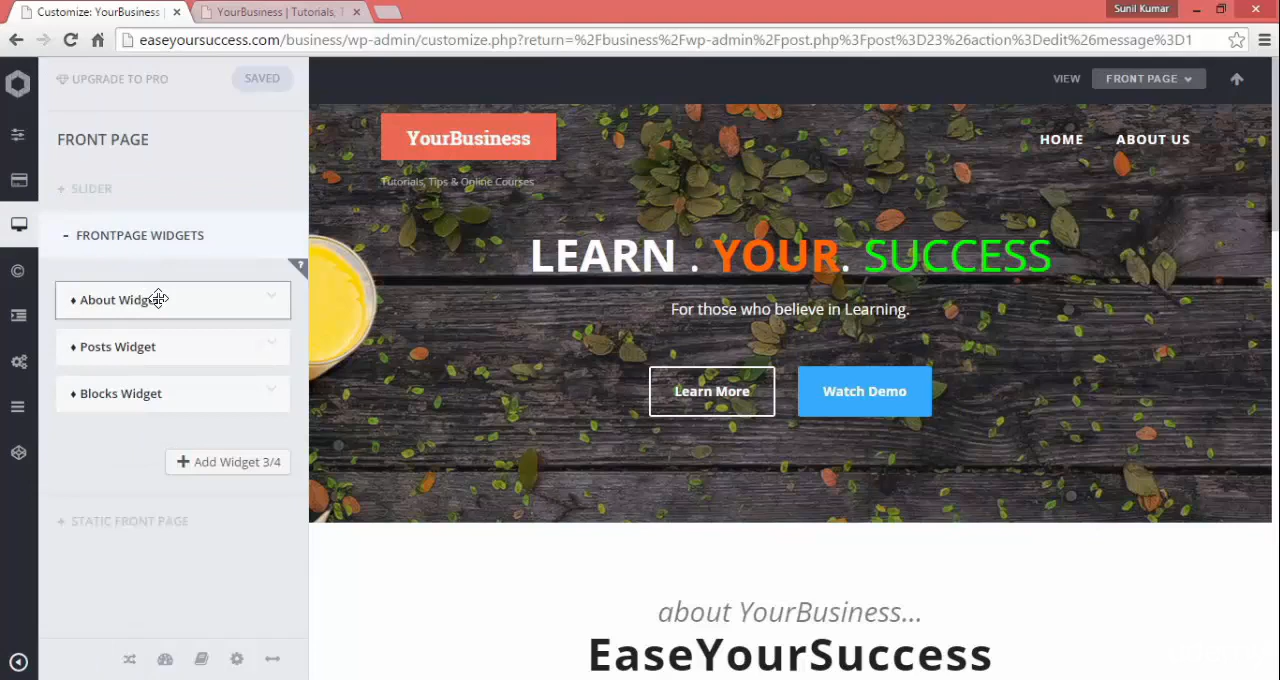 Customize: YourBusiness |
YourBusiness | Tutorials, T
Sunil Kumar
easeyoursuccess.com/business/wp-admin/customize.php?return=%2Fbusiness%2Fwp-admin%2Fpost.php%3Fpost%3D23%26action%3Dedit%26message%3D1
UPGRADE TO PRO
SAVED
VIEW
FRONT PAGE
FRONT PAGE
YourBusiness
HOME
ABOUT US
Tutorials, Tips & Online Courses
+ SLIDER
- FRONTPAGE WIDGETS
?
LEARN . YOUR. SUCCESS
About Widget
For those who believe in Learning.
Posts Widget
Blocks Widget
Learn More
Watch Demo
+ Add Widget 3/4
+ STATIC FRONT PAGE
about YourBusiness...
EaseYourSuccess